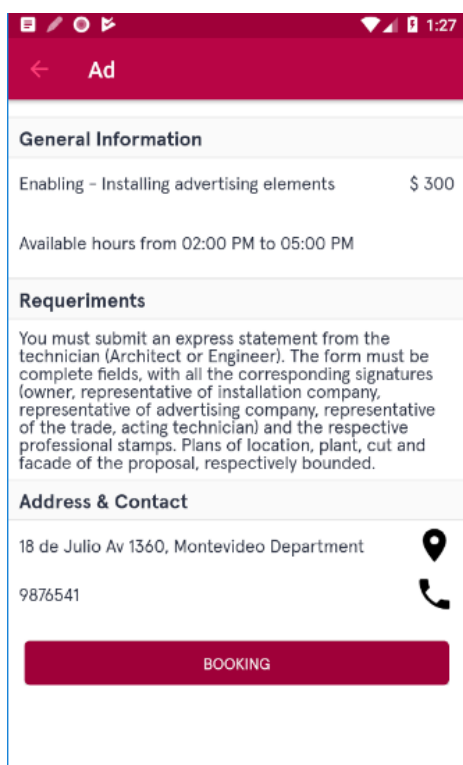 1:27
Ad
General Information
Enabling - Installing advertising elements $ 300
Available hours from 02:00 PM to 05:00 PM
Requeriments
You must submit an express statement from the
technician (Architect or Engineer). The form must be
complete fields, with all the corresponding signatures
(owner, representative of installation company,
representative of advertising company, representative
of the trade, acting technician) and the respective
professional stamps. Plans of location, plant, cut and
facade of the proposal, respectively bounded.
Address & Contact
18 de Julio Av 1360, Montevideo Department
9876541
BOOKING